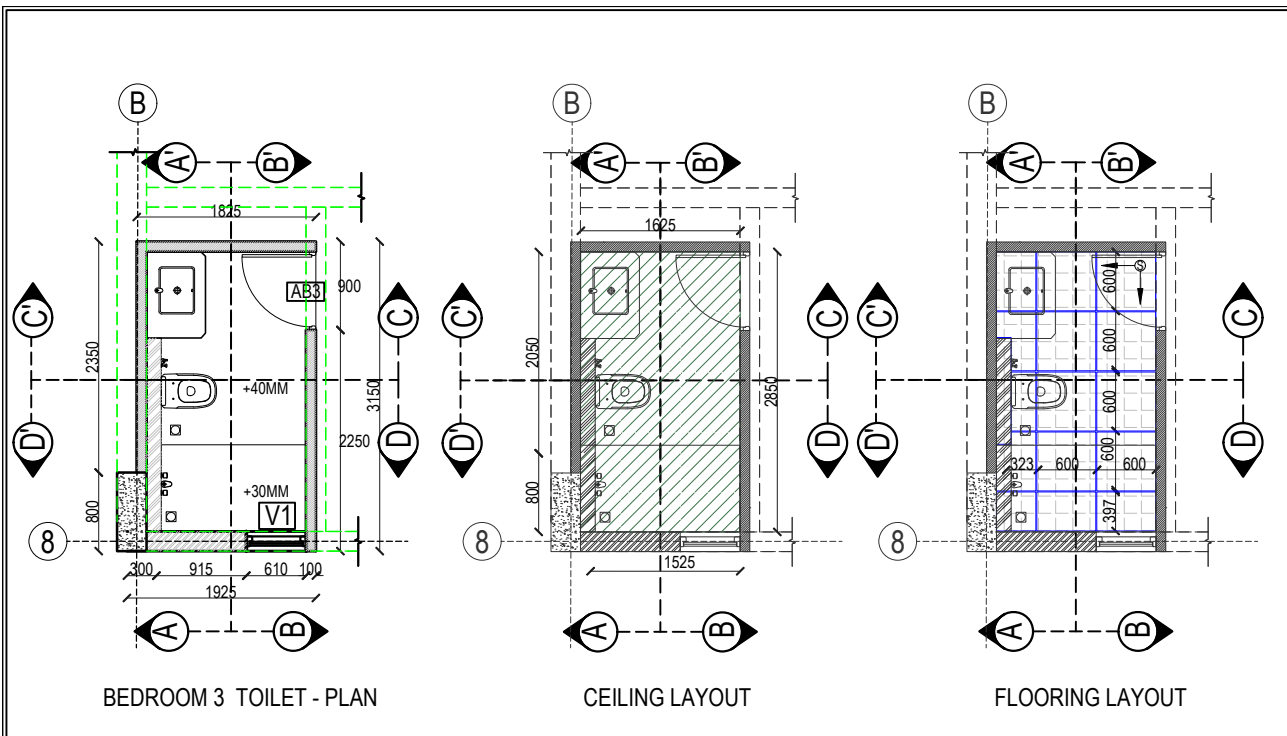 B
A'
B'
1825
900
AB3
C'
C
2350
3150
+40MM
D'
D
2250
+30MM
V1
800
8
300
915
610
100
1925
A
B
BEDROOM 3 TOILET - PLAN
B
A'
B'
1625
C'
C
2050
2850
D'
D
800
8
1525
A
B
CEILING LAYOUT
B
A'
B'
S
600
C'
C
600
600
D'
D
600
323
600
600
397
8
A
B
FLOORING LAYOUT